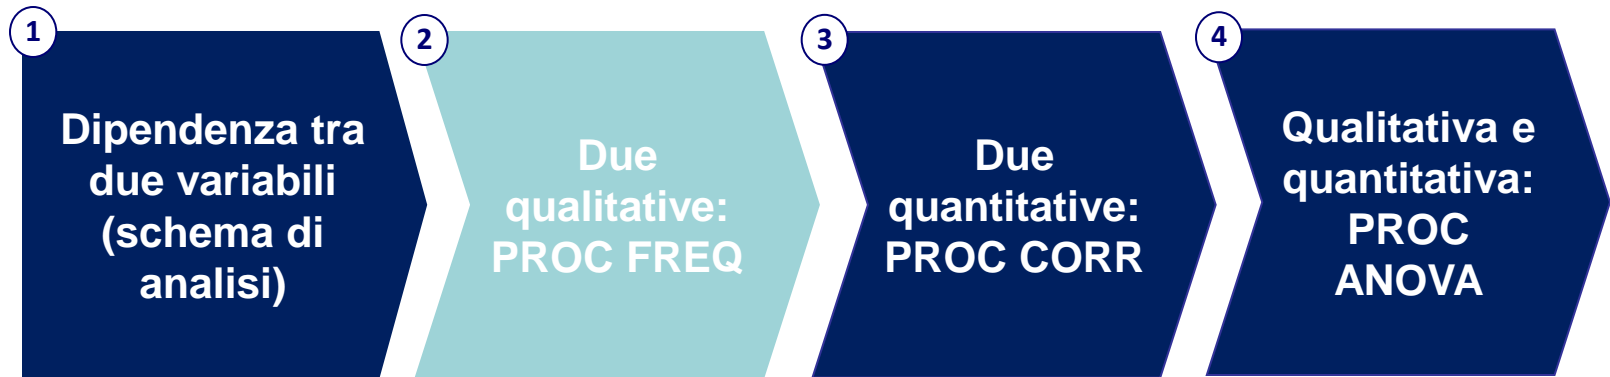 1
Dipendenza tra
due variabili
(schema di
analisi)
2
Due
qualitative:
PROC FREQ
3
Due
quantitative:
PROC CORR
4
Qualitativa e
quantitativa:
PROC
ANOVA